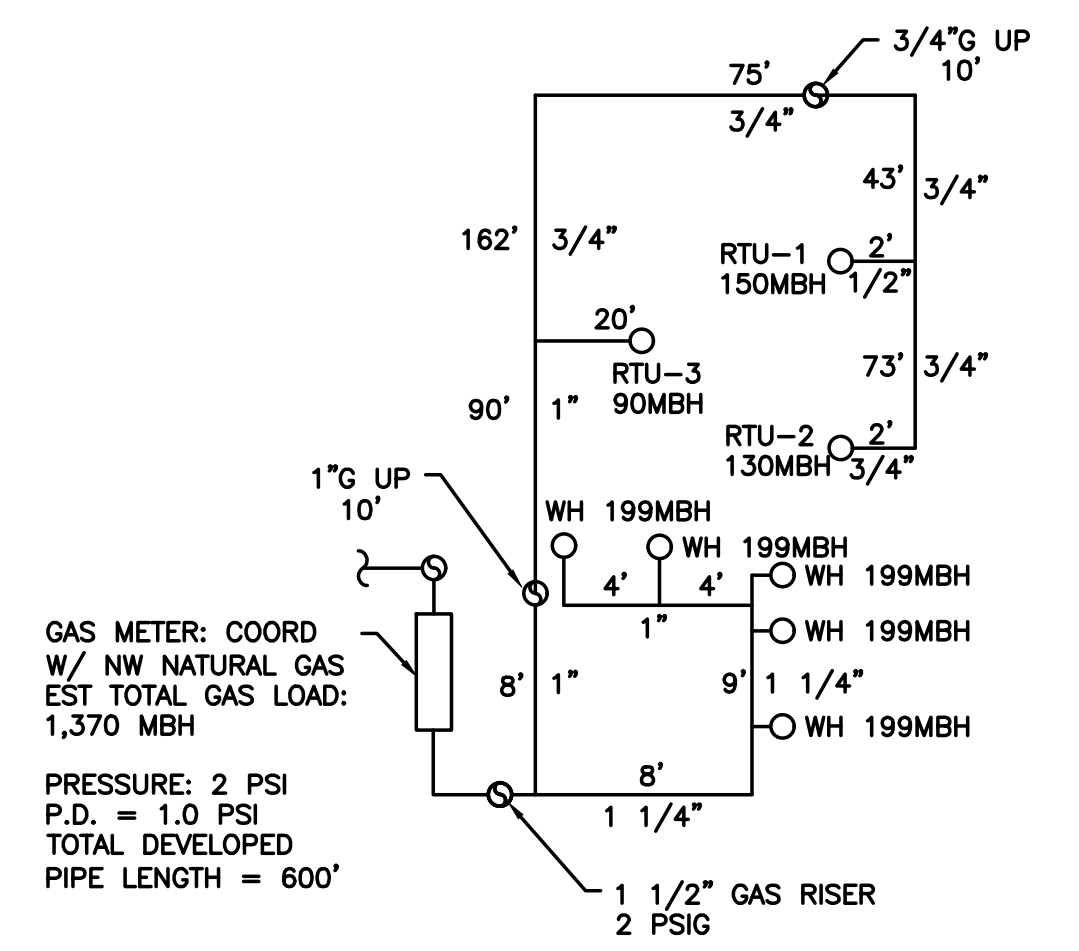 3/4"G UP
10'
75'
3/4"
43'
3/4"
162'
3/4"
RTU-1
150MBH
2'
1/2"
20'
RTU-3
90MBH
73'
3/4"
90'
1"
RTU-2
130MBH
2'
3/4"
1"G UP
10'
WH 199MBH
WH 199MBH
WH 199MBH
4'
4'
1"
WH 199MBH
GAS METER: COORD
W/ NW NATURAL GAS
EST TOTAL GAS LOAD:
1,370 MBH
8'
1"
9'
1 1/4"
WH 199MBH
PRESSURE: 2 PSI
P.D. = 1.0 PSI
TOTAL DEVELOPED
PIPE LENGTH = 600'
8'
1 1/4"
1 1/2" GAS RISER
2 PSIG